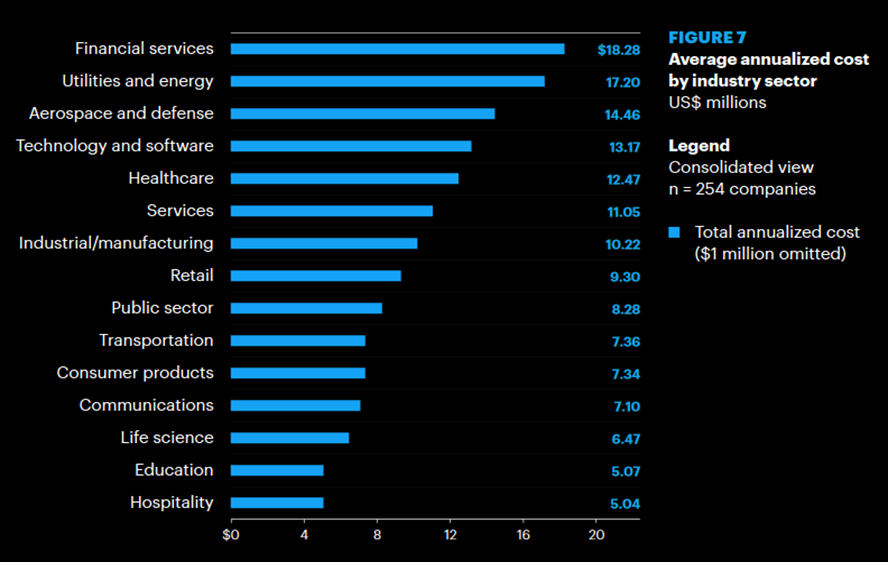 Financial services $18.28
Utilities and energy 17.20
Aerospace and defense 14.46
Technology and software 13.17
Healthcare 12.47
Services 11.05
Industrial/manufacturing 10.22
Retail 9.30
Public sector 8.28
Transportation 7.36
Consumer products 7.34
Communications 7.10
Life science 6.47
Education 5.07
Hospitality 5.04
$0 4 8 12 16 20
FIGURE 7
Average annualized cost
by industry sector
US$ millions
Legend
Consolidated view
n = 254 companies
Total annualized cost
($1 million omitted)